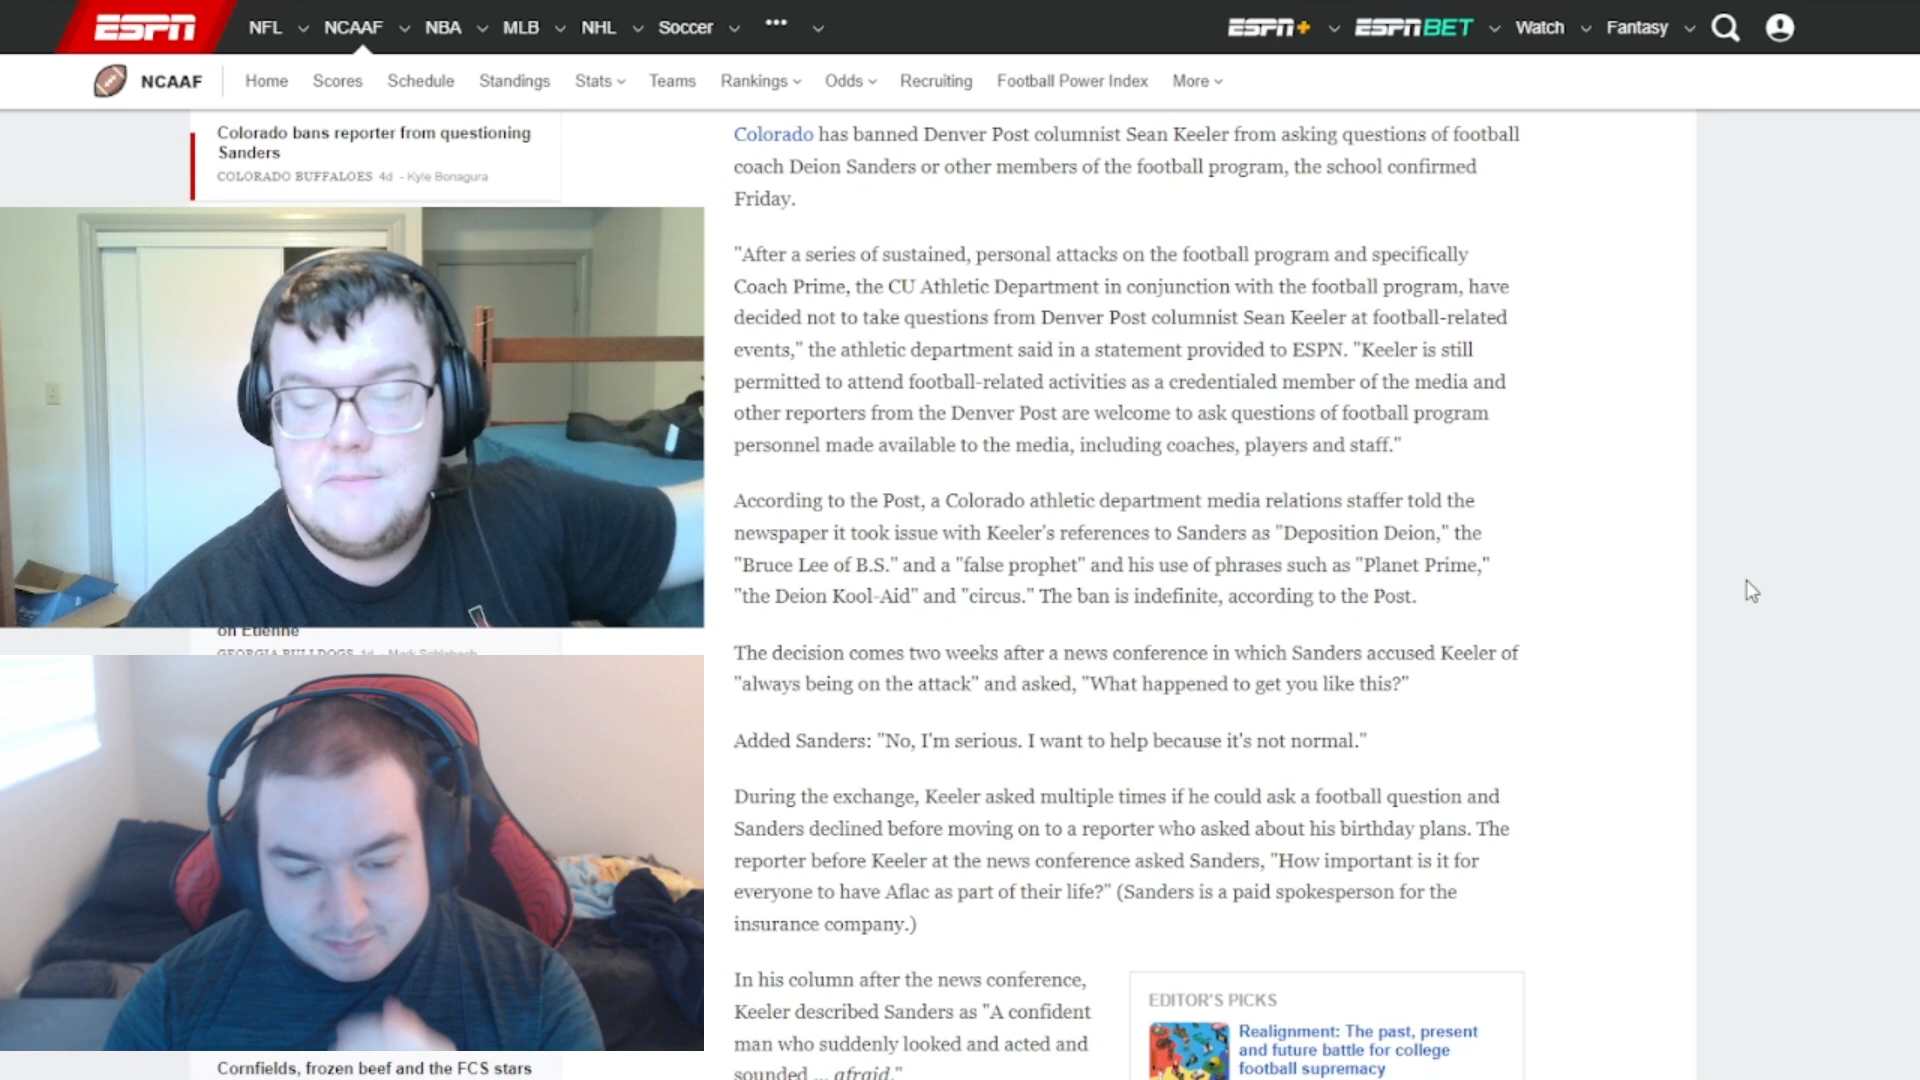 ESPN NFL NCAAF NBA MLB NHL Soccer ••• ESPN+ ESPN BET Watch Fantasy
NCAAF Home Scores Schedule Standings Stats Teams Rankings Odds Recruiting Football Power Index More
Colorado bans reporter from questioning
Sanders
COLORADO BUFFALOES 4d - Kyle Bonagura
on Etienne
GEORGIA BULLDOGS 1d - Mark Schlabach
Cornfields, frozen beef and the FCS stars
Colorado has banned Denver Post columnist Sean Keeler from asking questions of football
coach Deion Sanders or other members of the football program, the school confirmed
Friday.
"After a series of sustained, personal attacks on the football program and specifically
Coach Prime, the CU Athletic Department in conjunction with the football program, have
decided not to take questions from Denver Post columnist Sean Keeler at football-related
events," the athletic department said in a statement provided to ESPN. "Keeler is still
permitted to attend football-related activities as a credentialed member of the media and
other reporters from the Denver Post are welcome to ask questions of football program
personnel made available to the media, including coaches, players and staff."
According to the Post, a Colorado athletic department media relations staffer told the
newspaper it took issue with Keeler's references to Sanders as "Deposition Deion," the
"Bruce Lee of B.S." and a "false prophet" and his use of phrases such as "Planet Prime,"
"the Deion Kool-Aid" and "circus." The ban is indefinite, according to the Post.
The decision comes two weeks after a news conference in which Sanders accused Keeler of
"always being on the attack" and asked, "What happened to get you like this?"
Added Sanders: "No, I'm serious. I want to help because it's not normal."
During the exchange, Keeler asked multiple times if he could ask a football question and
Sanders declined before moving on to a reporter who asked about his birthday plans. The
reporter before Keeler at the news conference asked Sanders, "How important is it for
everyone to have Aflac as part of their life?" (Sanders is a paid spokesperson for the
insurance company.)
In his column after the news conference,
Keeler described Sanders as "A confident
man who suddenly looked and acted and
sounded ... afraid."
EDITOR'S PICKS
Realignment: The past, present
and future battle for college
football supremacy